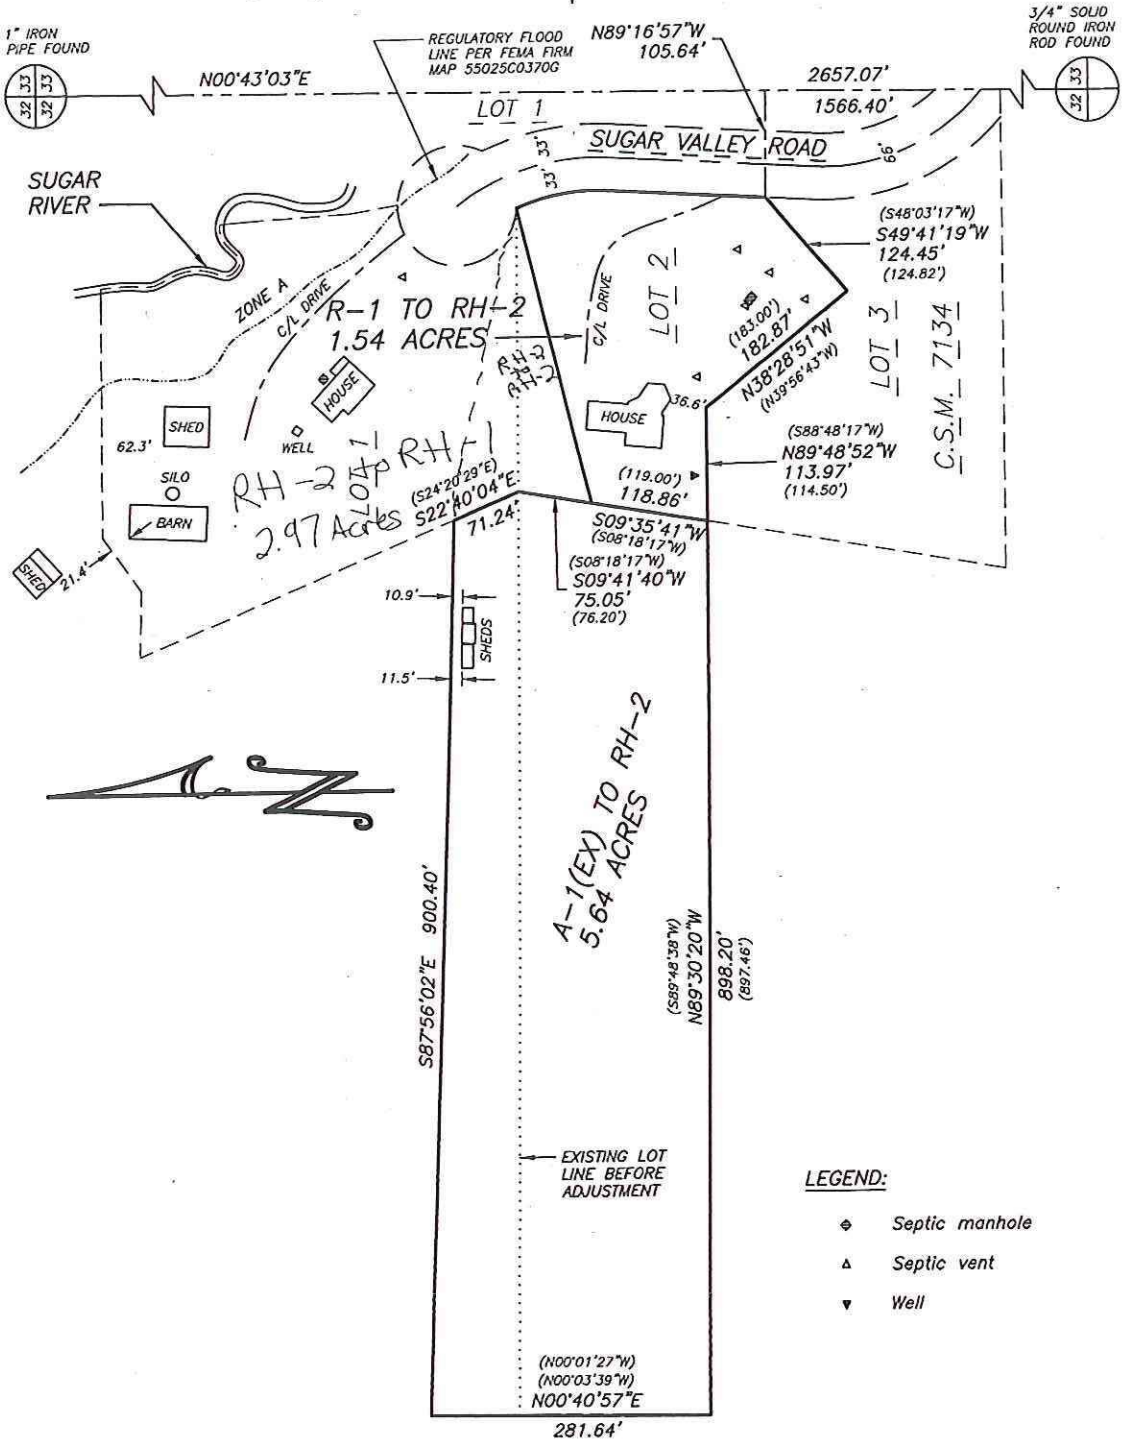 1" IRON
PIPE FOUND
33 33
32 32
N00°43'03"E
REGULATORY FLOOD
LINE PER FEMA FIRM
MAP 55025C0370G
N89°16'57"W
105.64'
3/4" SOLID
ROUND IRON
ROD FOUND
33
32
2657.07'
1566.40'
LOT 1
SUGAR VALLEY ROAD
33'
33'
66'
SUGAR
RIVER
ZONE A
C/L DRIVE
R-1 TO RH-2
1.54 ACRES
C/L DRIVE
LOT 2
(S48°03'17"W)
S49°41'19"W
124.45'
(124.82')
(183.00')
182.87'
N38°28'51"W
(N39°56'43"W)
LOT 3
C.S.M. 7134
RH-2
RH-2
HOUSE
HOUSE
36.6'
SHED
62.3'
WELL
SILO
BARN
SHED
21.4'
LOT 1
RH-2 to RH-1
2.97 Acres
(S24°20'29"E)
S22°40'04"E
71.24'
(119.00')
118.86'
(S88°48'17"W)
N89°48'52"W
113.97'
(114.50')
S09°35'41"W
(S08°18'17"W)
(S08°18'17"W)
S09°41'40"W
75.05'
(76.20')
10.9'
SHEDS
11.5'
A-1(EX) TO RH-2
5.64 ACRES
N
S87°56'02"E 900.40'
(S89°48'38"W)
N89°30'20"W
898.20'
(897.46')
EXISTING LOT
LINE BEFORE
ADJUSTMENT
LEGEND:
Septic manhole
Septic vent
Well
(N00°01'27"W)
(N00°03'39"W)
N00°40'57"E
281.64'